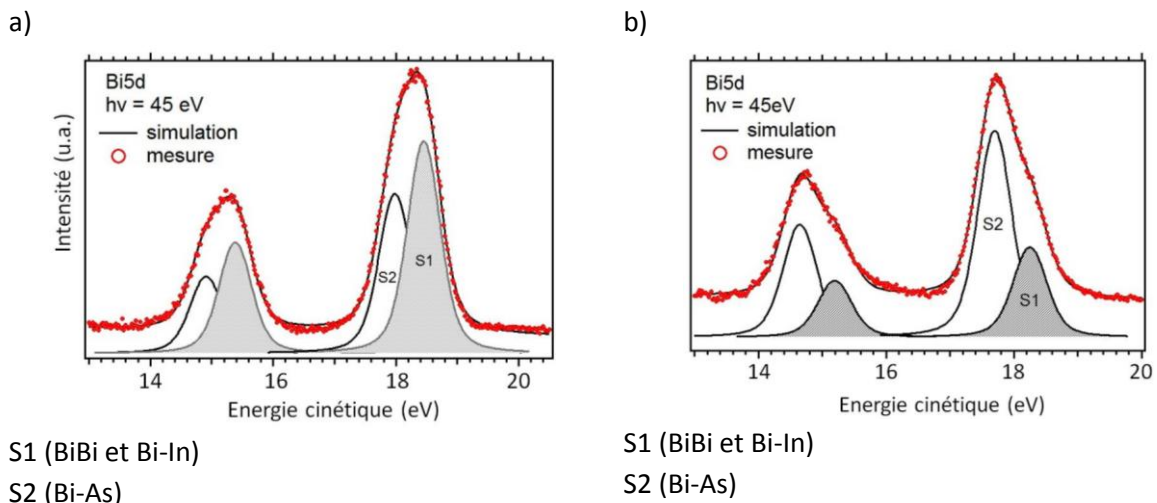 a)
Bi5d
hν = 45 eV
simulation
mesure
S2
S1
Intensité (u.a.)
14
16
18
20
Energie cinétique (eV)
S1 (BiBi et Bi-In)
S2 (Bi-As)
b)
Bi5d
hν = 45eV
simulation
mesure
S2
S1
14
16
18
20
Energie cinétique (eV)
S1 (BiBi et Bi-In)
S2 (Bi-As)